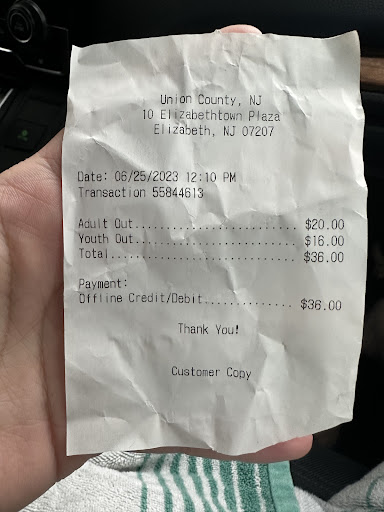 Union County, NJ
10 Elizabethtown Plaza
Elizabeth, NJ 07207
Date: 06/25/2023 12:10 PM
Transaction 55844613
Adult Out.......................... $20.00
Youth Out.......................... $16.00
Total.............................. $36.00
Payment:
Offline Credit/Debit.............. $36.00
Thank You!
Customer Copy